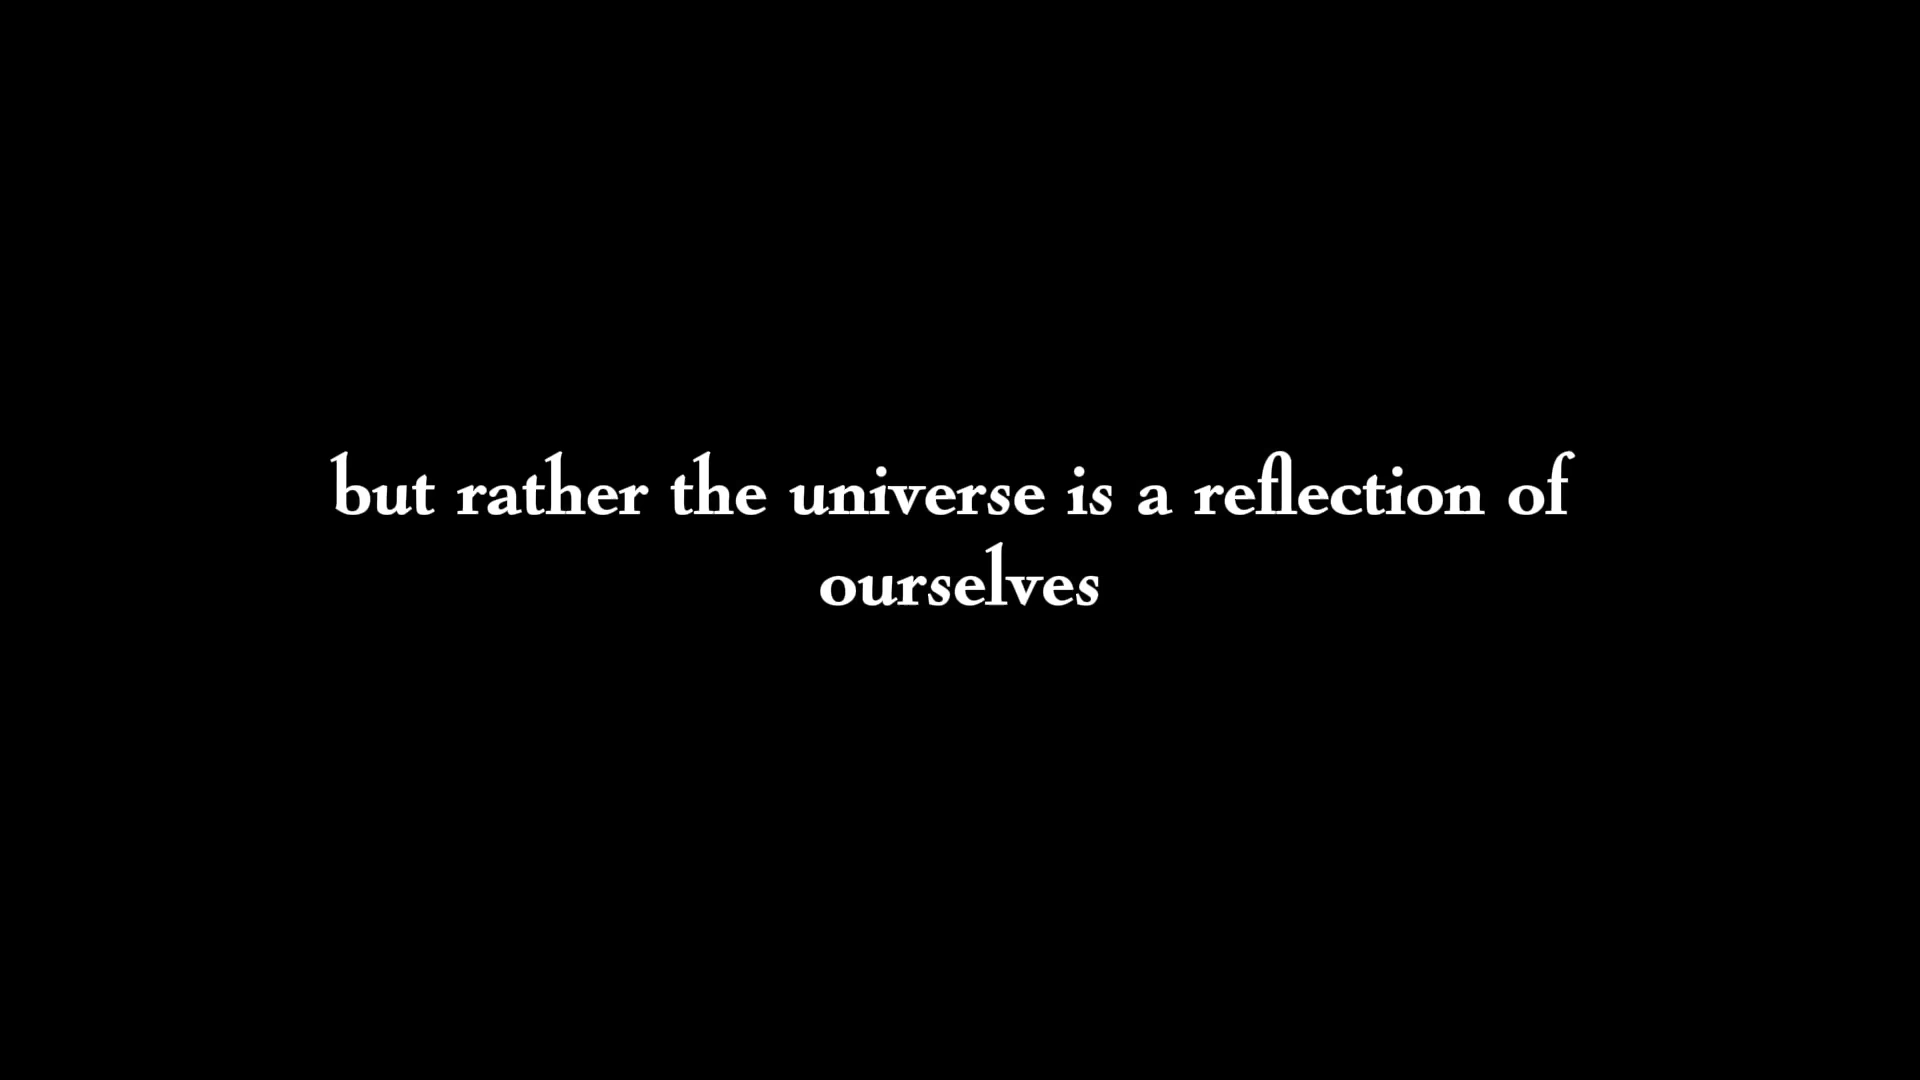 but rather the universe is a reflection of
ourselves